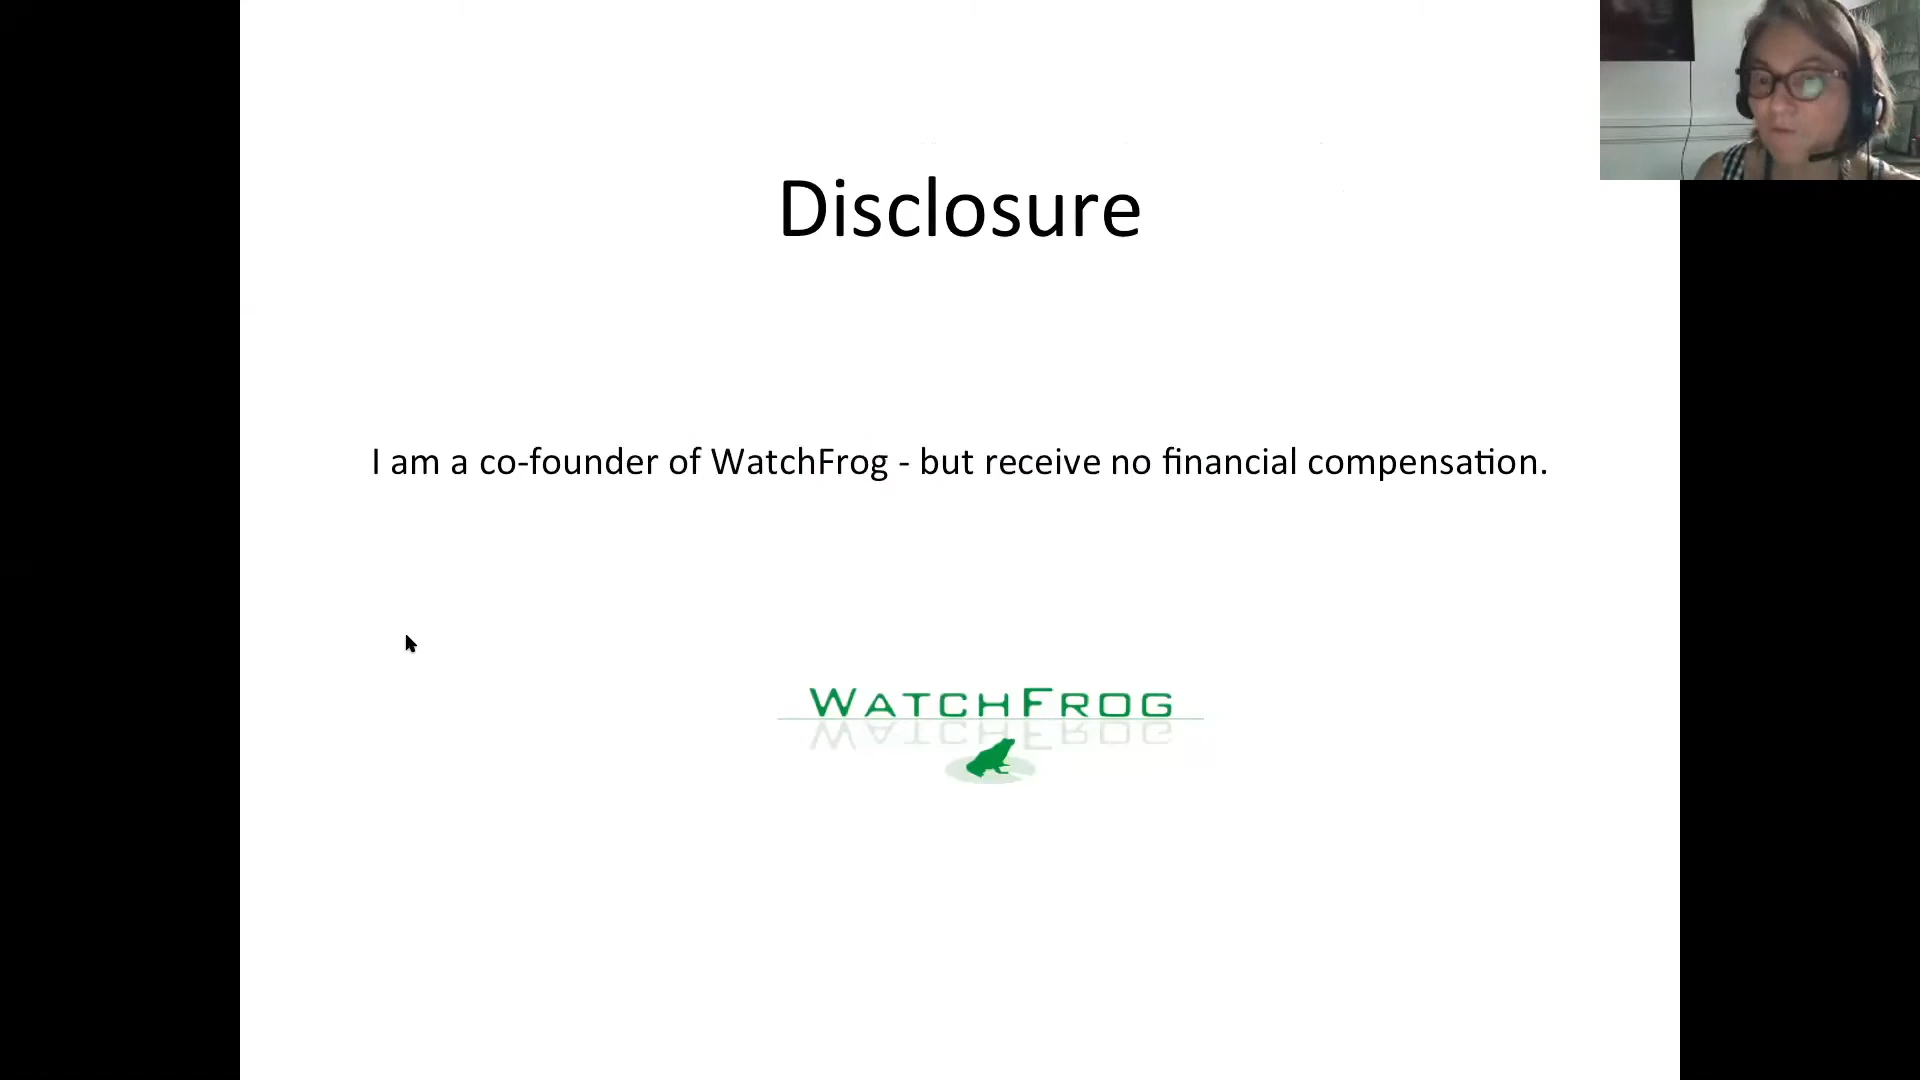 Disclosure
I am a co-founder of WatchFrog - but receive no financial compensation.
WATCHFROG